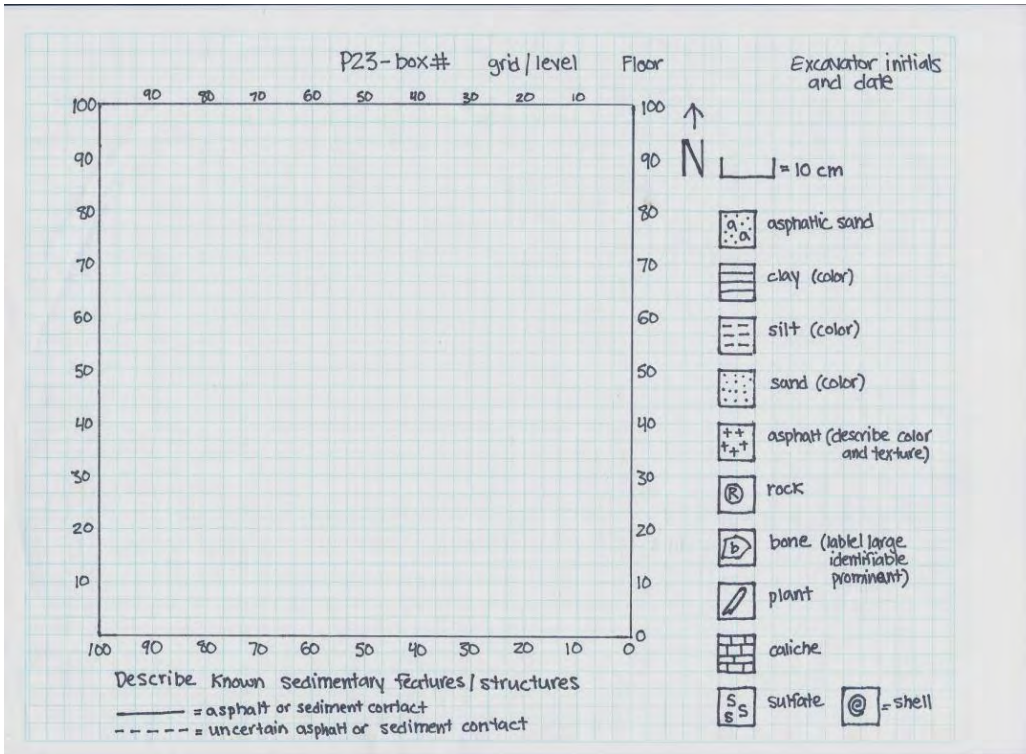 P23-box# grid/level Floor
Excavator initials
and date
90 80 70 60 50 40 30 20 10
100 100
90 90
80 80
70 70
60 60
50 50
40 40
30 30
20 20
10 10
0
100 90 80 70 60 50 40 30 20 10 0
N
= 10 cm
a a
asphaltic sand
clay (color)
silt (color)
sand (color)
asphalt (describe color
and texture)
R rock
b bone (lablel large
identifiable
prominent)
plant
caliche
S S S sulfate @ = shell
Describe Known sedimentary features/structures
= asphalt or sediment contact
= uncertain asphalt or sediment contact